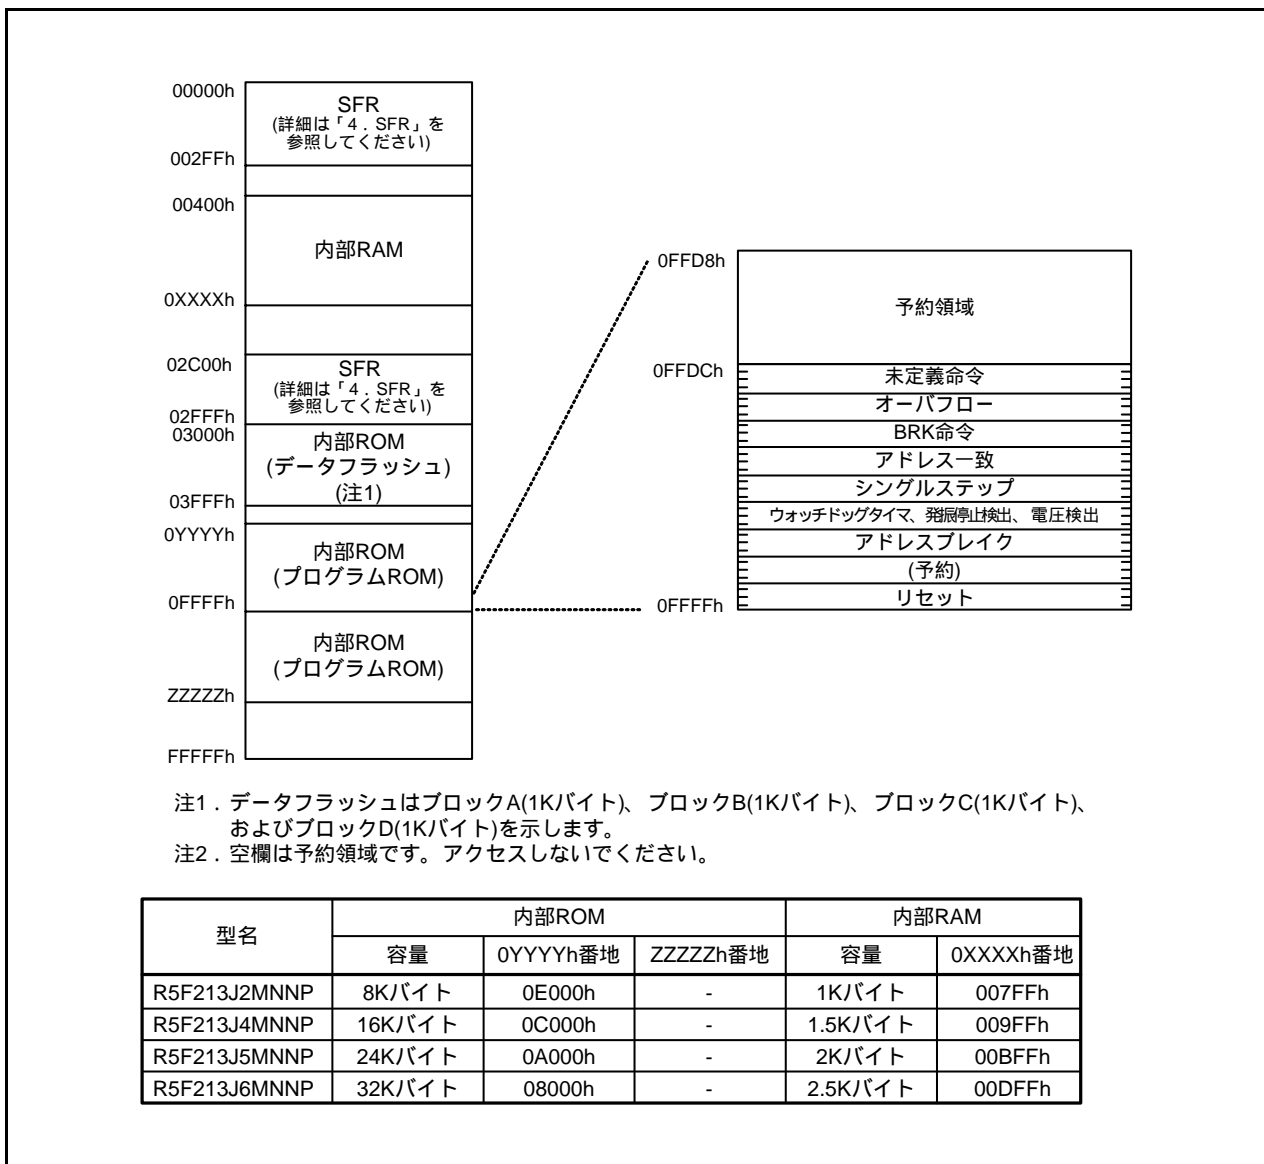 00000h
SFR
(詳細は「4．SFR」を
参照してください)
002FFh
00400h
内部RAM
0XXXXh
02C00h
SFR
(詳細は「4．SFR」を
参照してください)
02FFFh
03000h
内部ROM
(データフラッシュ)
(注1)
03FFFh
0YYYYh
内部ROM
(プログラムROM)
0FFFFh
内部ROM
(プログラムROM)
ZZZZZh
FFFFFh
0FFD8h
予約領域
0FFDCh
未定義命令
オーバフロー
BRK命令
アドレス一致
シングルステップ
ウォッチドッグタイマ、発振停止検出、電圧検出
アドレスブレイク
(予約)
リセット
0FFFFh
注1．データフラッシュはブロックA(1Kバイト)、ブロックB(1Kバイト)、ブロックC(1Kバイト)、
およびブロックD(1Kバイト)を示します。
注2．空欄は予約領域です。アクセスしないでください。
型名 内部ROM 内部RAM
容量 0YYYYh番地 ZZZZZh番地 容量 0XXXXh番地
R5F213J2MNNP 8Kバイト 0E000h - 1Kバイト 007FFh
R5F213J4MNNP 16Kバイト 0C000h - 1.5Kバイト 009FFh
R5F213J5MNNP 24Kバイト 0A000h - 2Kバイト 00BFFh
R5F213J6MNNP 32Kバイト 08000h - 2.5Kバイト 00DFFh